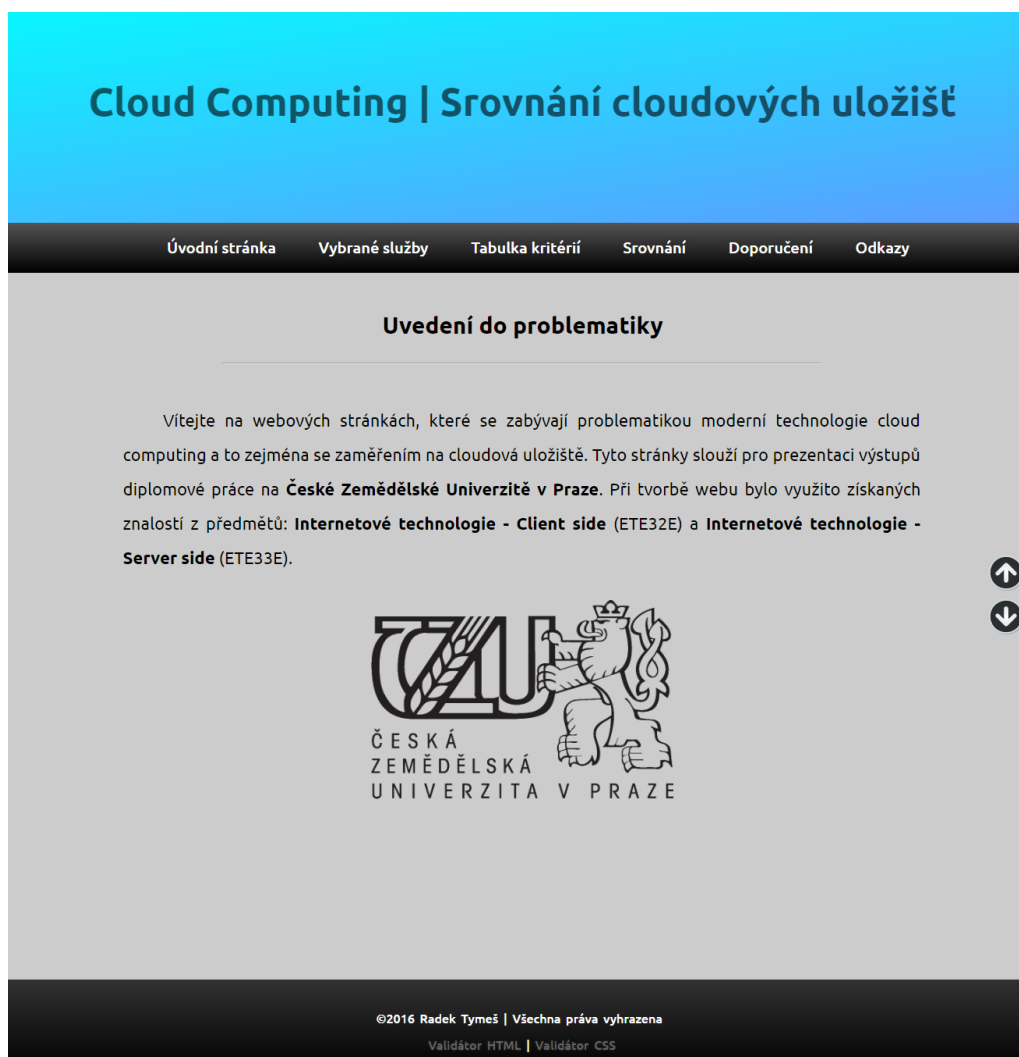 Cloud Computing | Srovnání cloudových uložišť
Úvodní stránka Vybrané služby Tabulka kritérií Srovnání Doporučení Odkazy
Uvedení do problematiky
Vítejte na webových stránkách, které se zabývají problematikou moderní technologie cloud
computing a to zejména se zaměřením na cloudová uložiště. Tyto stránky slouží pro prezentaci výstupů
diplomové práce na České Zemědělské Univerzitě v Praze. Při tvorbě webu bylo využito získaných
znalostí z předmětů: Internetové technologie - Client side (ETE32E) a Internetové technologie -
Server side (ETE33E).
ČZU
ČESKÁ
ZEMĚDĚLSKÁ
UNIVERZITA V PRAZE
©2016 Radek Tymeš | Všechna práva vyhrazena
Validátor HTML | Validátor CSS